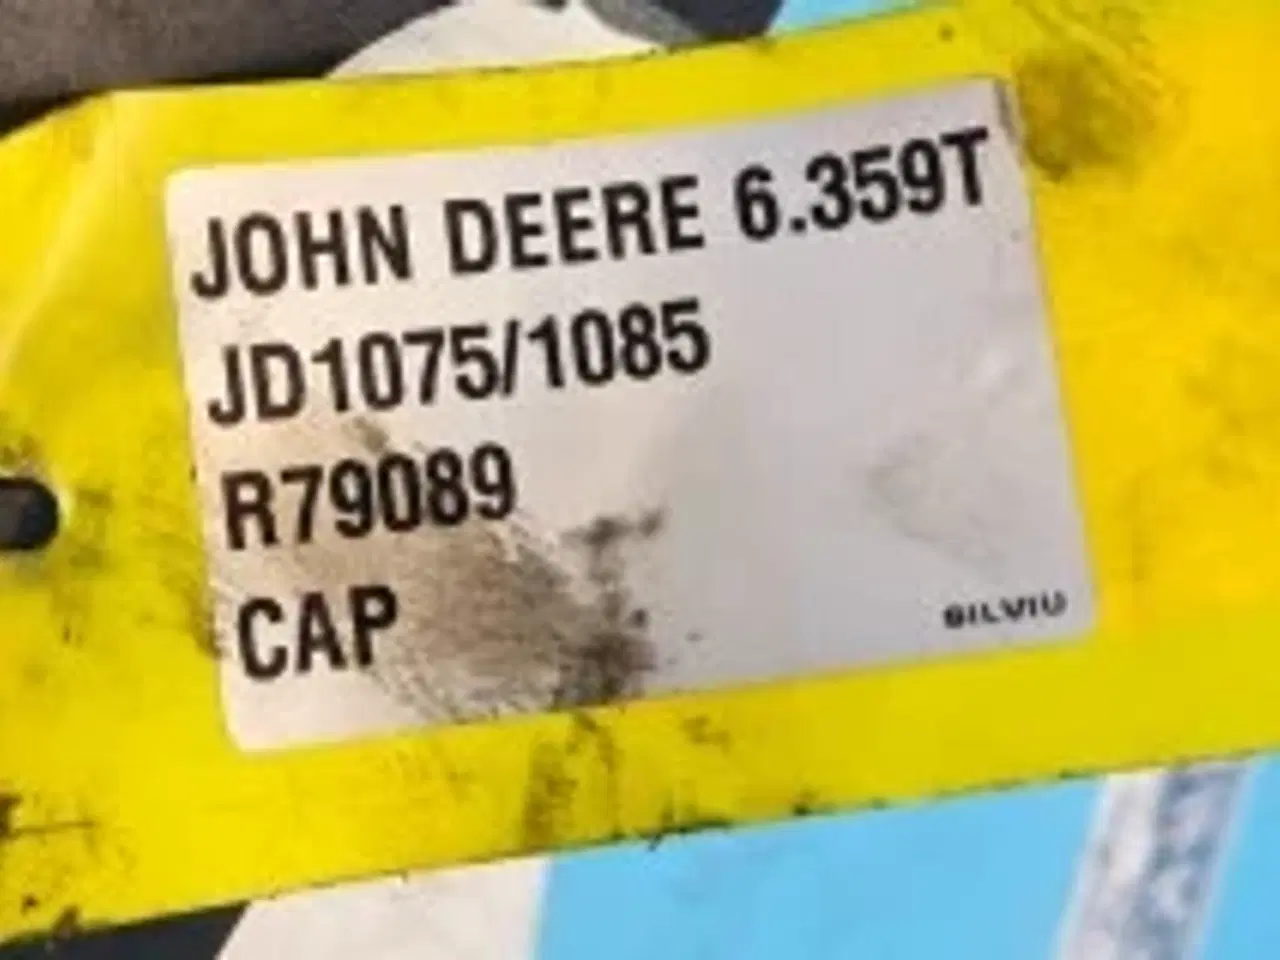 JOHN DEERE 6.359T
JD1075/1085
R79089
CAP
SILVIU